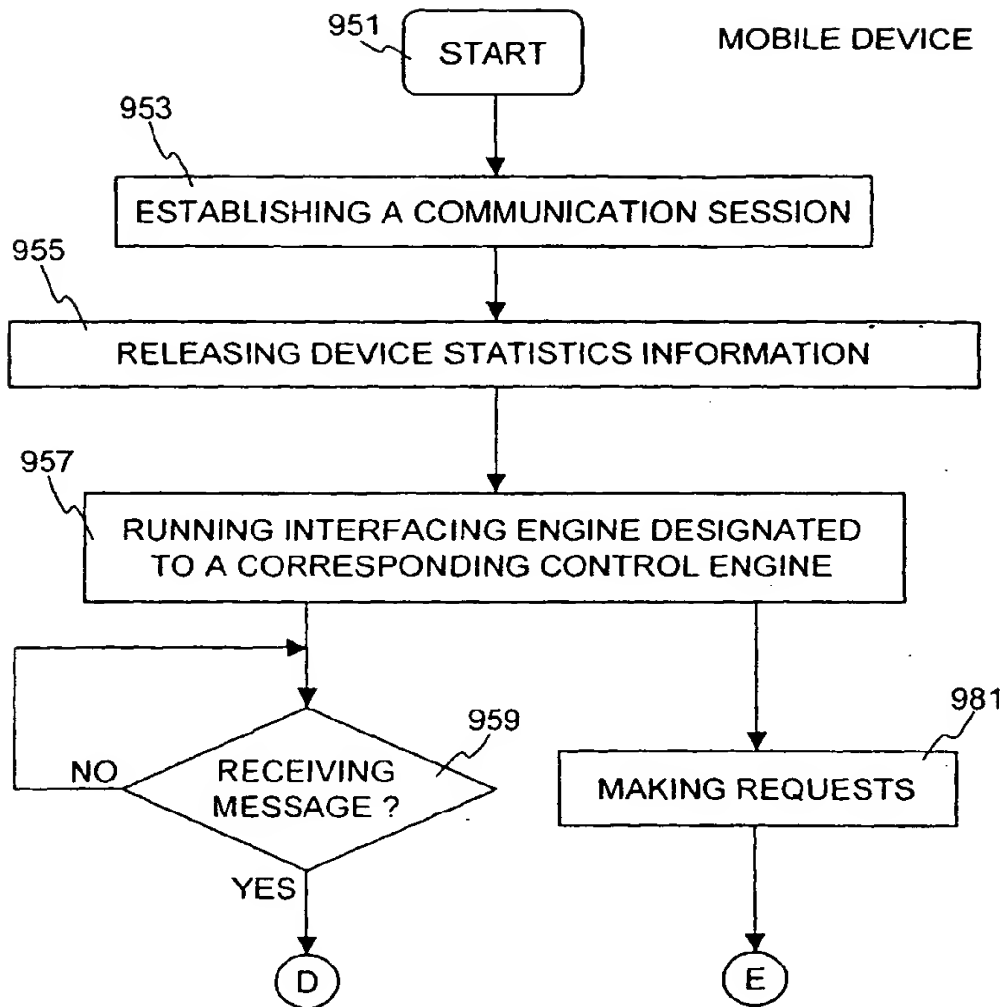 951
START
MOBILE DEVICE
953
ESTABLISHING A COMMUNICATION SESSION
955
RELEASING DEVICE STATISTICS INFORMATION
957
RUNNING INTERFACING ENGINE DESIGNATED
TO A CORRESPONDING CONTROL ENGINE
959
NO
RECEIVING
MESSAGE ?
YES
D
981
MAKING REQUESTS
E